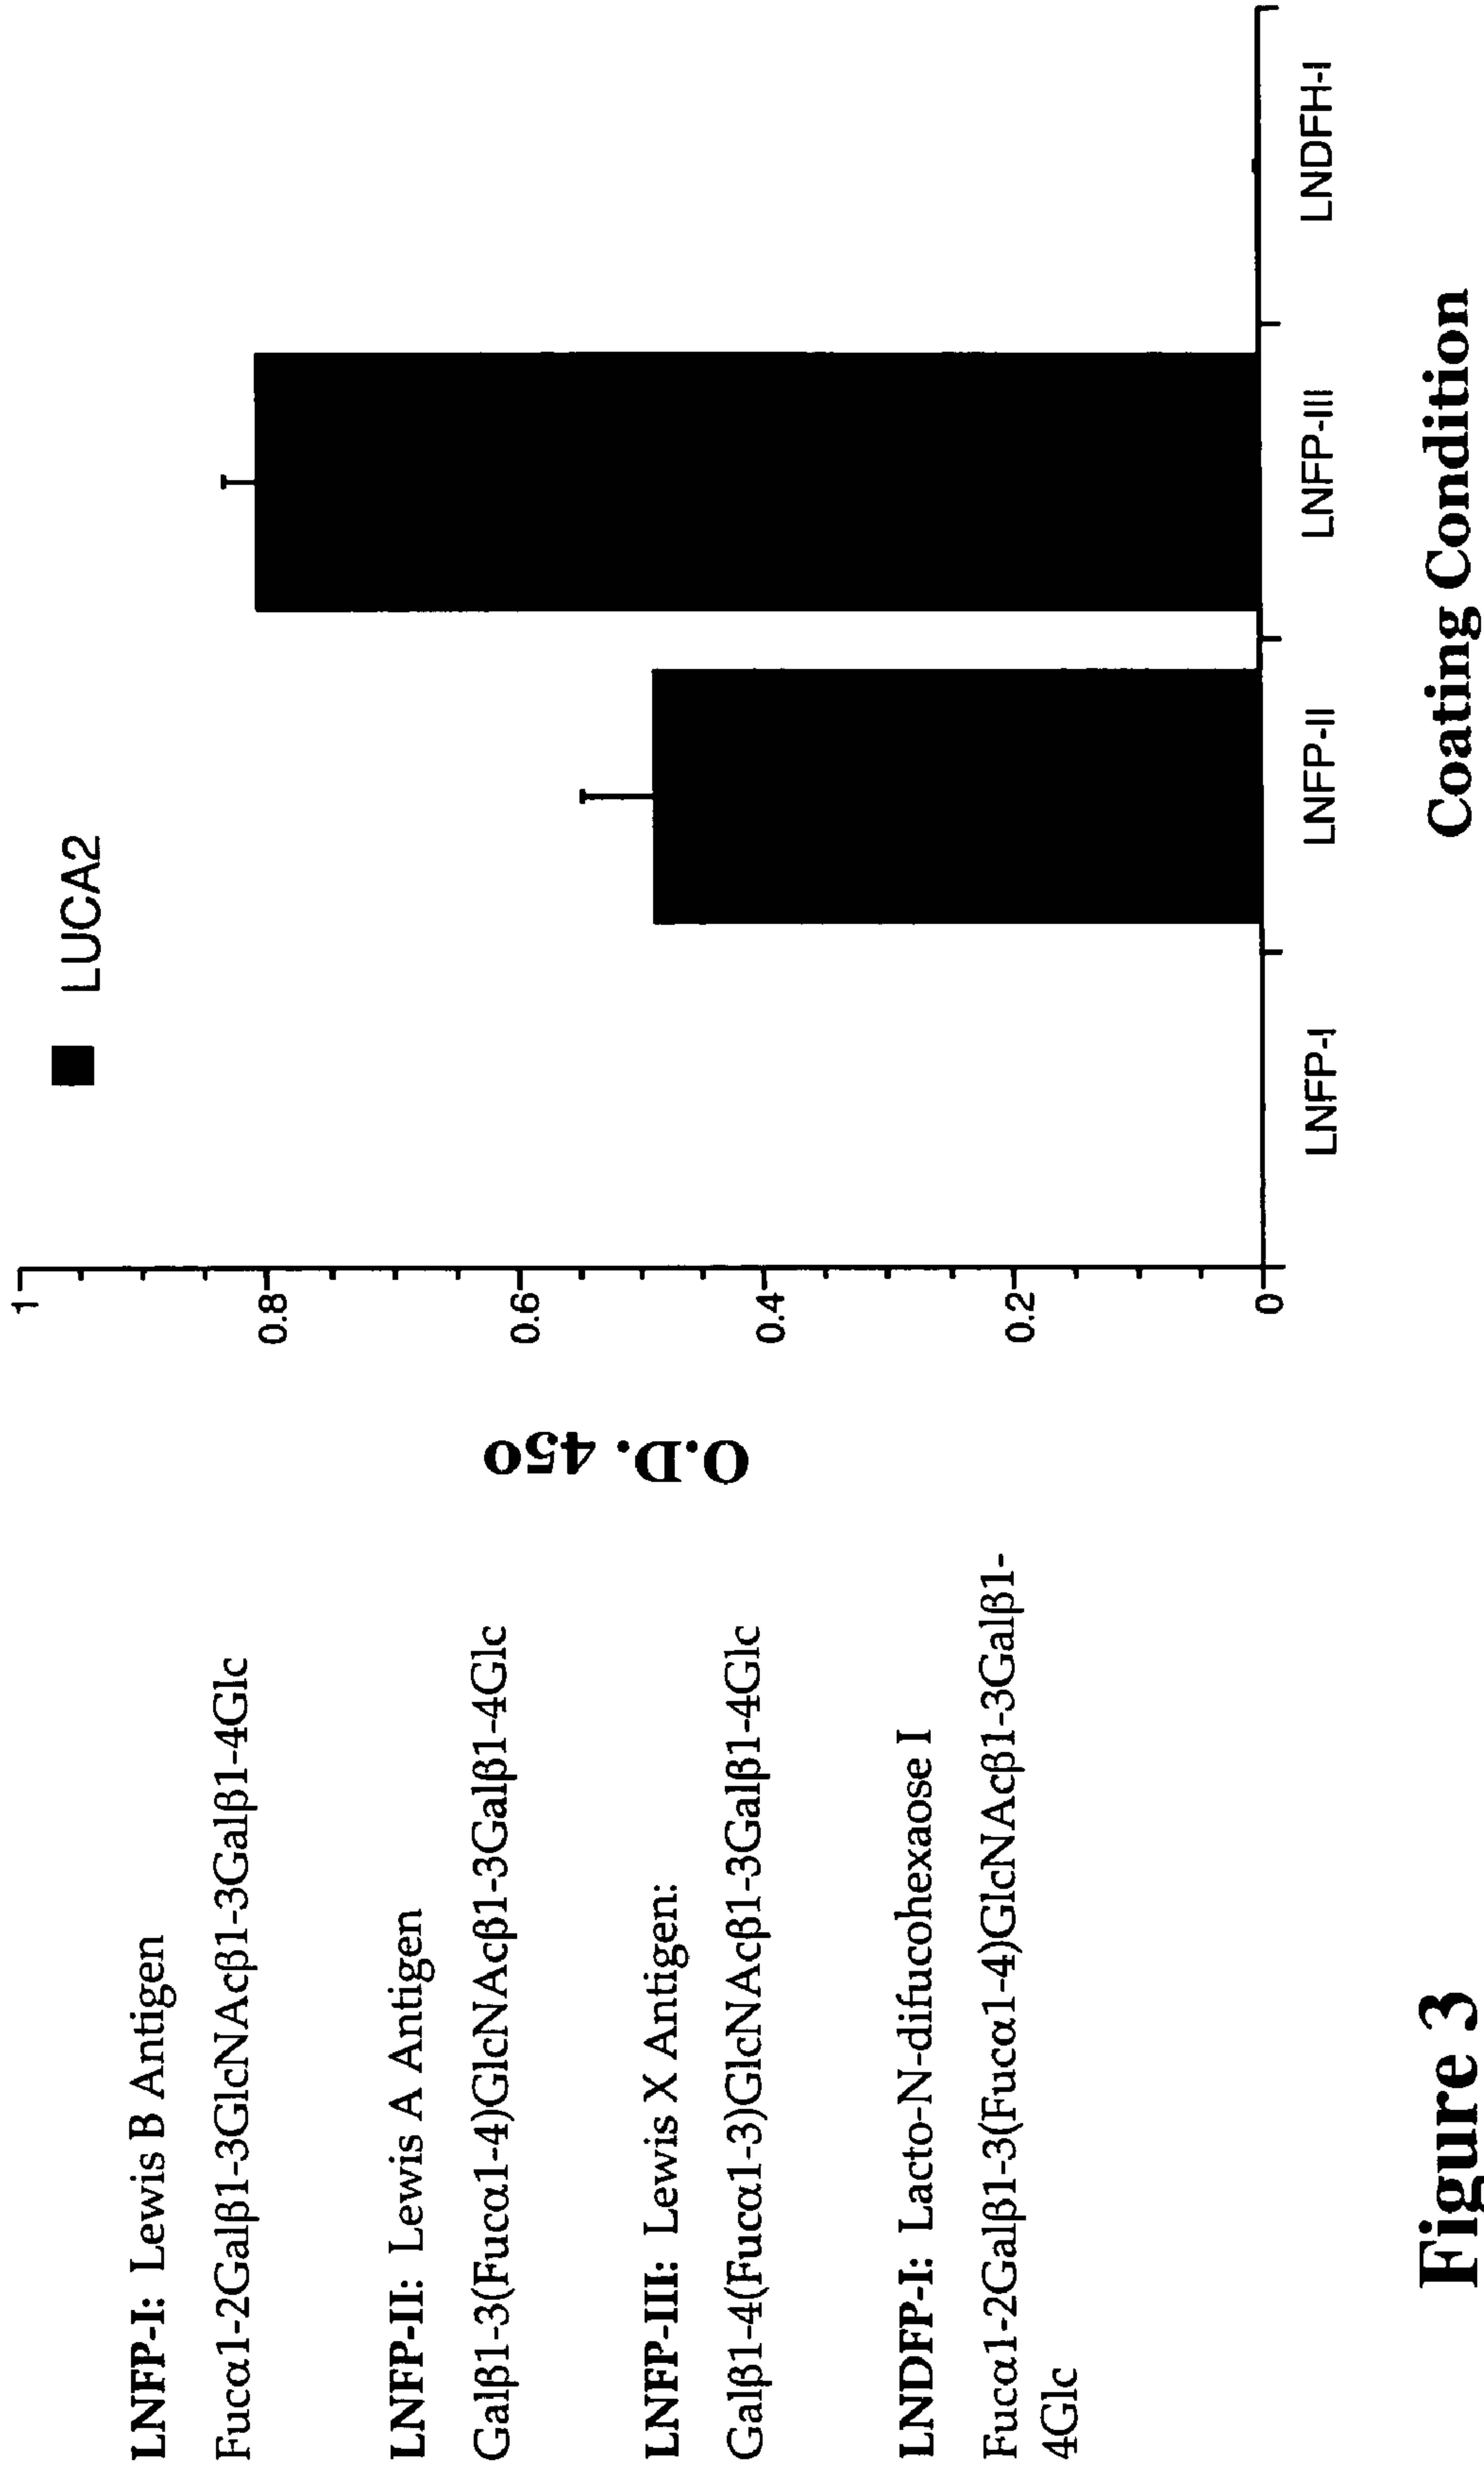 LNFP-I: Lewis B Antigen
Fucα1-2Galβ1-3GlcNAcβ1-3Galβ1-4Glc
LNFP-II: Lewis A Antigen
Galβ1-3(Fucα1-4)GlcNAcβ1-3Galβ1-4Glc
LNFP-III: Lewis X Antigen:
Galβ1-4(Fucα1-3)GlcNAcβ1-3Galβ1-4Glc
LNDFP-I: Lacto-N-difucohexaose I
Fucα1-2Galβ1-3(Fucα1-4)GlcNAcβ1-3Galβ1-
4Glc
O.D. 450
1
0.8
0.6
0.4
0.2
0
LUCA2
LNFP-I
LNFP-II
LNFP-III
LNDFH-I
Coating Condition
Figure 3